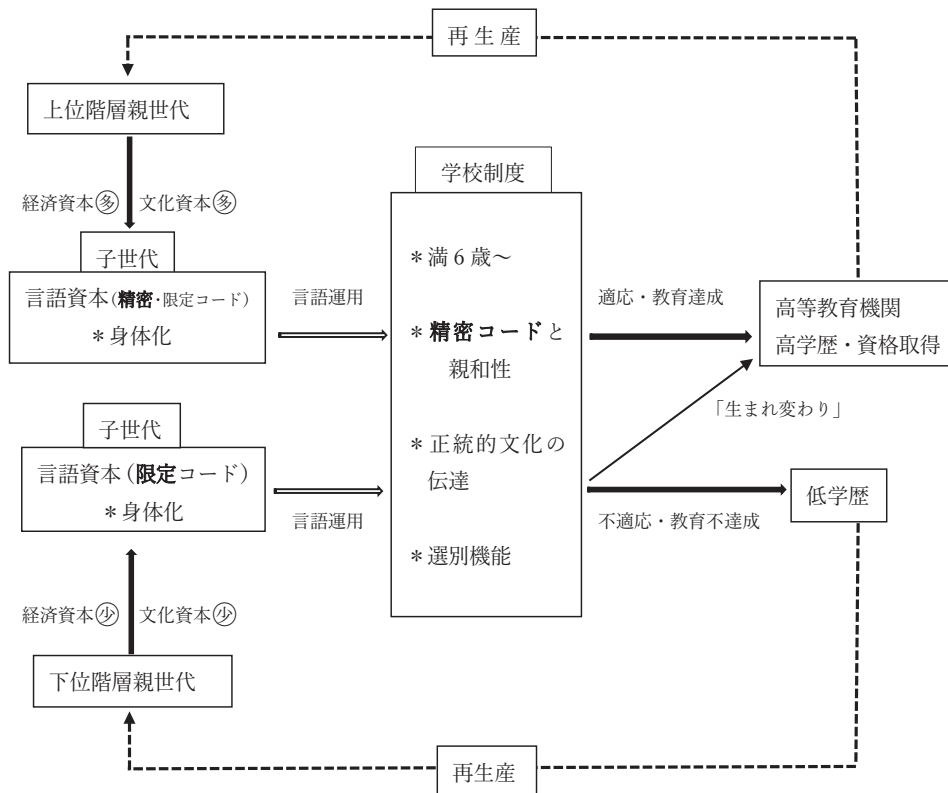 再生産
上位階層親世代
経済資本㊂多 文化資本㊂多
子世代
言語資本（精密・限定コード）
＊身体化
言語運用
学校制度
＊満６歳～
＊精密コードと
親和性
＊正統的文化の
伝達
＊選別機能
適応・教育達成
高等教育機関
高学歴・資格取得
「生まれ変わり」
子世代
言語資本（限定コード）
＊身体化
言語運用
不適応・教育不達成
低学歴
経済資本少 文化資本少
下位階層親世代
再生産